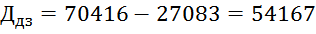 Ддз = 70416 − 27083 = 54167